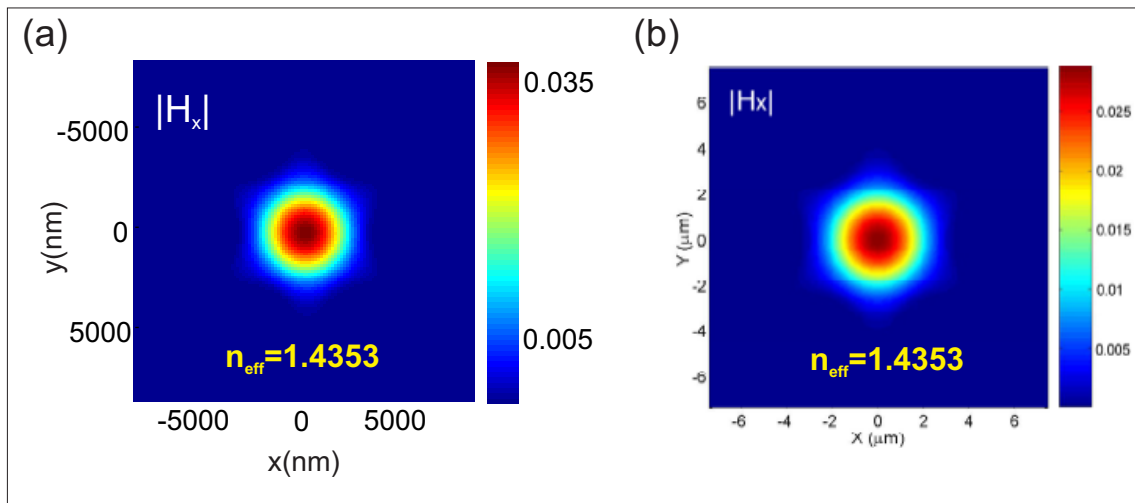 (a)
|Hₓ|
-5000
0
5000
y(nm)
-5000 0 5000
x(nm)
n_eff=1.4353
0.035
0.005
(b)
|Hx|
6
4
2
0
-2
-4
-6
Y (μm)
-6 -4 -2 0 2 4 6
X (μm)
n_eff=1.4353
0.025
0.02
0.015
0.01
0.005